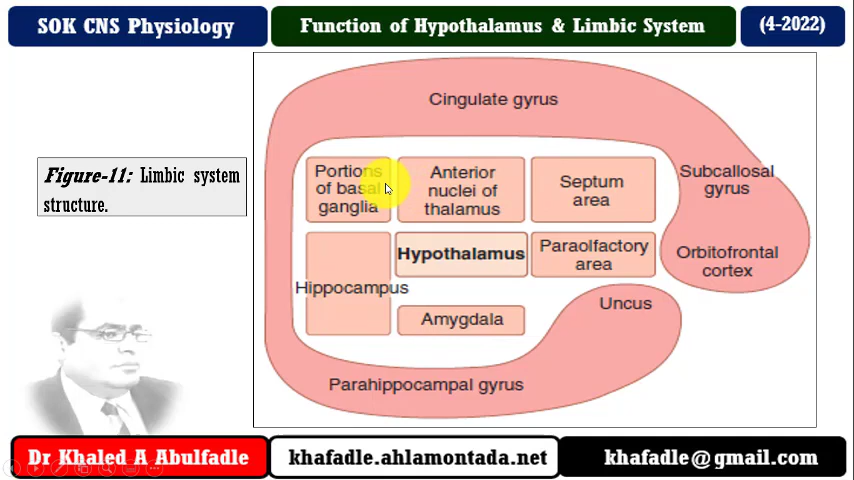 SOK CNS Physiology
Function of Hypothalamus & Limbic System
(4-2022)
Figure-11: Limbic system
structure.
Cingulate gyrus
Portions
of basal
ganglia
Anterior
nuclei of
thalamus
Septum
area
Subcallosal
gyrus
Hypothalamus
Paraolfactory
area
Orbitofrontal
cortex
Hippocampus
Amygdala
Uncus
Parahippocampal gyrus
Dr Khaled A Abulfadle
khafadle.ahlamontada.net
khafadle@gmail.com